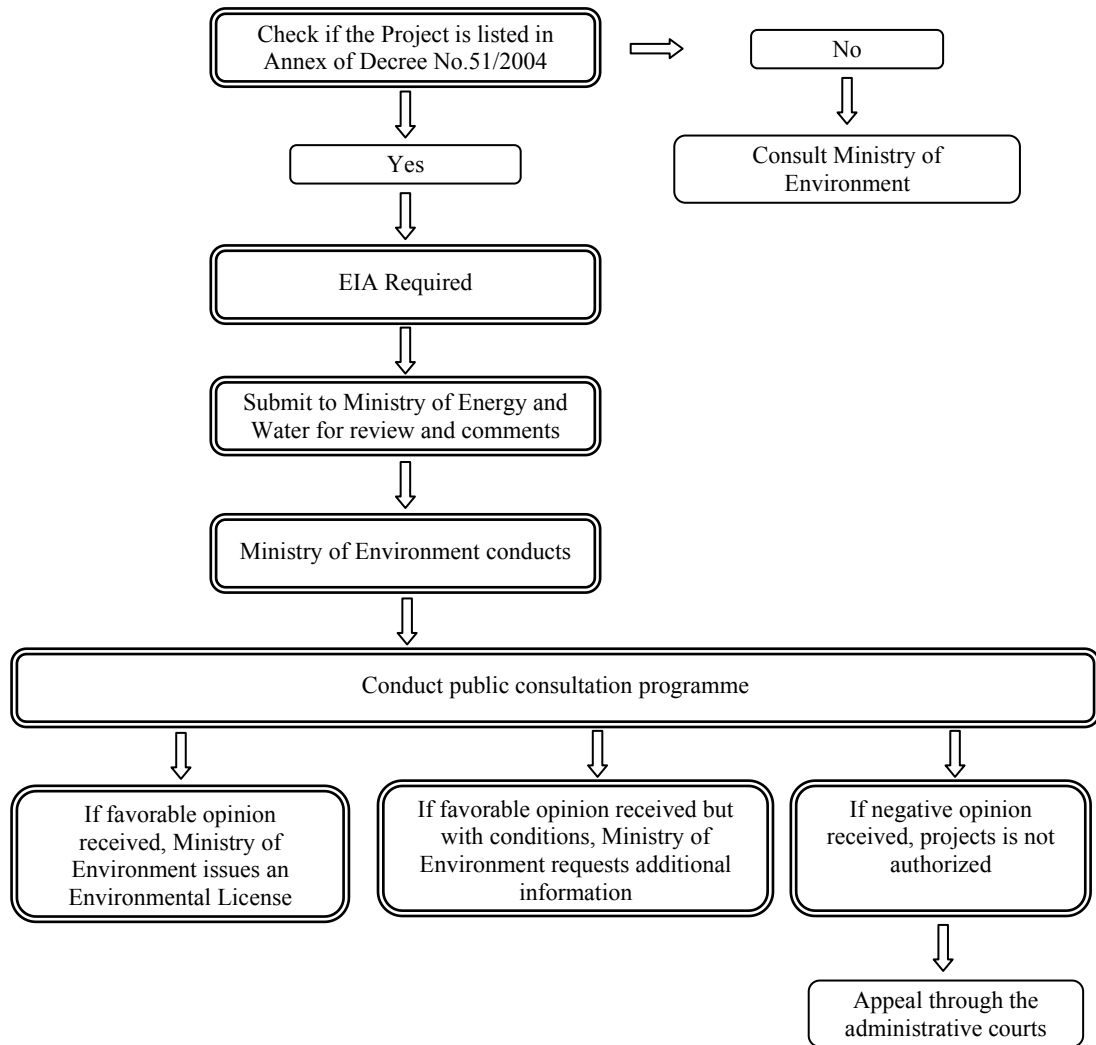 Check if the Project is listed in
Annex of Decree No.51/2004
No
Yes
Consult Ministry of
Environment
EIA Required
Submit to Ministry of Energy and
Water for review and comments
Ministry of Environment conducts
Conduct public consultation programme
If favorable opinion
received, Ministry of
Environment issues an
Environmental License
If favorable opinion received but
with conditions, Ministry of
Environment requests additional
information
If negative opinion
received, projects is not
authorized
Appeal through the
administrative courts